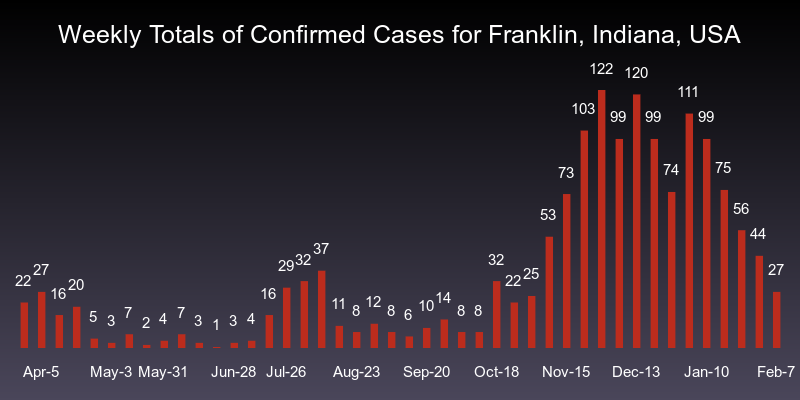 Weekly Totals of Confirmed Cases for Franklin, Indiana, USA
22 27 16 20 5 3 7 2 4 7 3 1 3 4 16 29 32 37 11 8 12 8 6 10 14 8 8 32 22 25 53 73 103 122 99 120 99 74 111 99 75 56 44 27
Apr-5 May-3 May-31 Jun-28 Jul-26 Aug-23 Sep-20 Oct-18 Nov-15 Dec-13 Jan-10 Feb-7